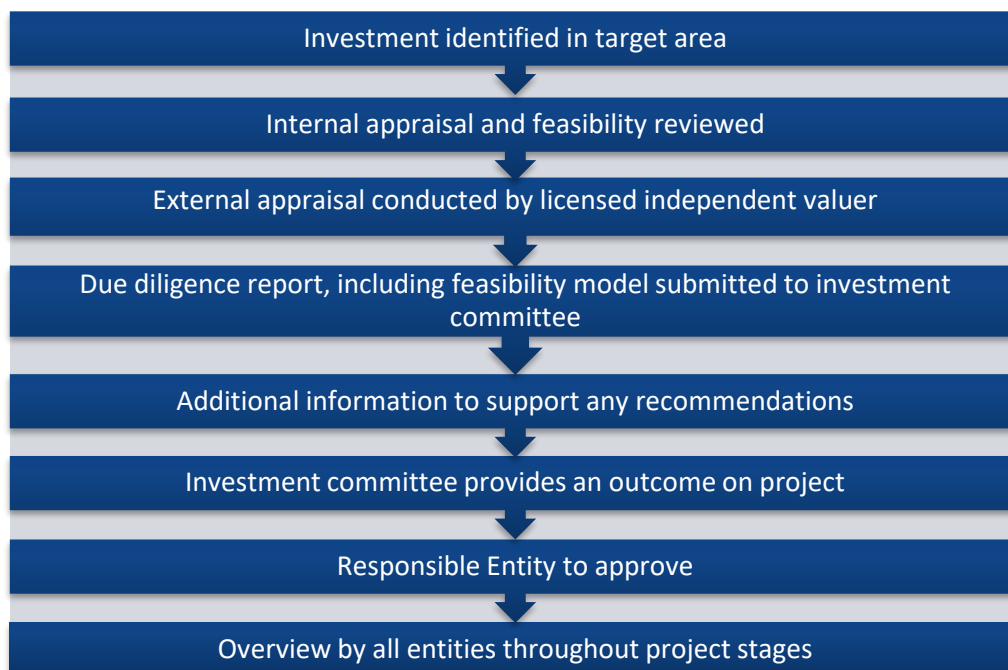 Investment identified in target area
Internal appraisal and feasibility reviewed
External appraisal conducted by licensed independent valuer
Due diligence report, including feasibility model submitted to investment
committee
Additional information to support any recommendations
Investment committee provides an outcome on project
Responsible Entity to approve
Overview by all entities throughout project stages